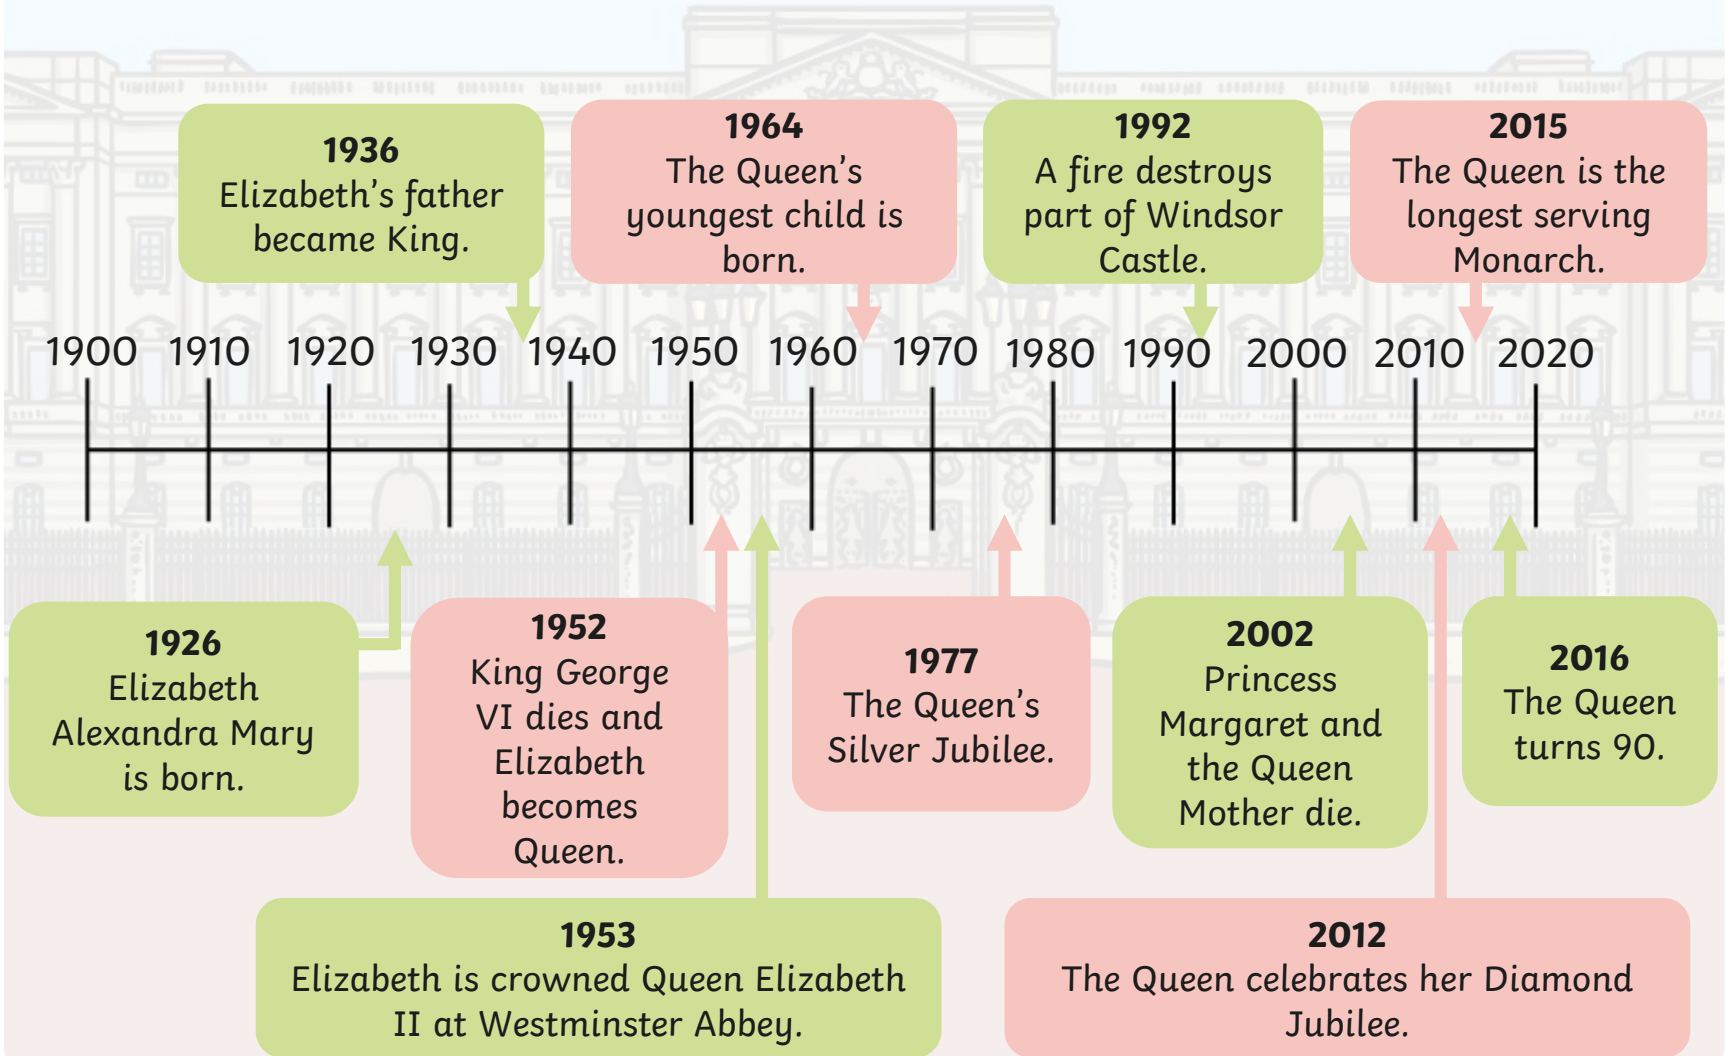 1936
Elizabeth's father
became King.
1964
The Queen's
youngest child is
born.
1992
A fire destroys
part of Windsor
Castle.
2015
The Queen is the
longest serving
Monarch.
1900 1910 1920 1930 1940 1950 1960 1970 1980 1990 2000 2010 2020
1926
Elizabeth
Alexandra Mary
is born.
1952
King George
VI dies and
Elizabeth
becomes
Queen.
1977
The Queen's
Silver Jubilee.
2002
Princess
Margaret and
the Queen
Mother die.
2016
The Queen
turns 90.
1953
Elizabeth is crowned Queen Elizabeth
II at Westminster Abbey.
2012
The Queen celebrates her Diamond
Jubilee.